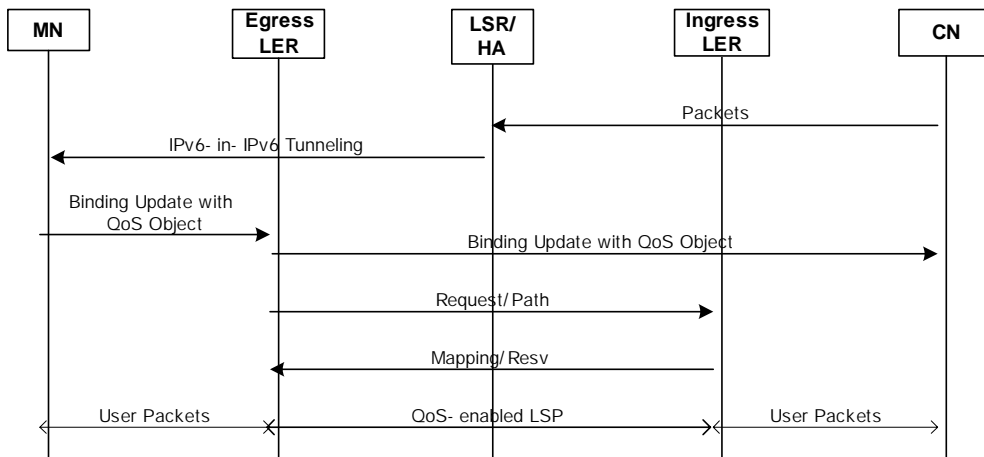 MN
Egress
LER
LSR/
HA
Ingress
LER
CN
Packets
IPv6- in- IPv6 Tunneling
Binding Update with
QoS Object
Binding Update with QoS Object
Request/Path
Mapping/Resv
User Packets
QoS- enabled LSP
User Packets